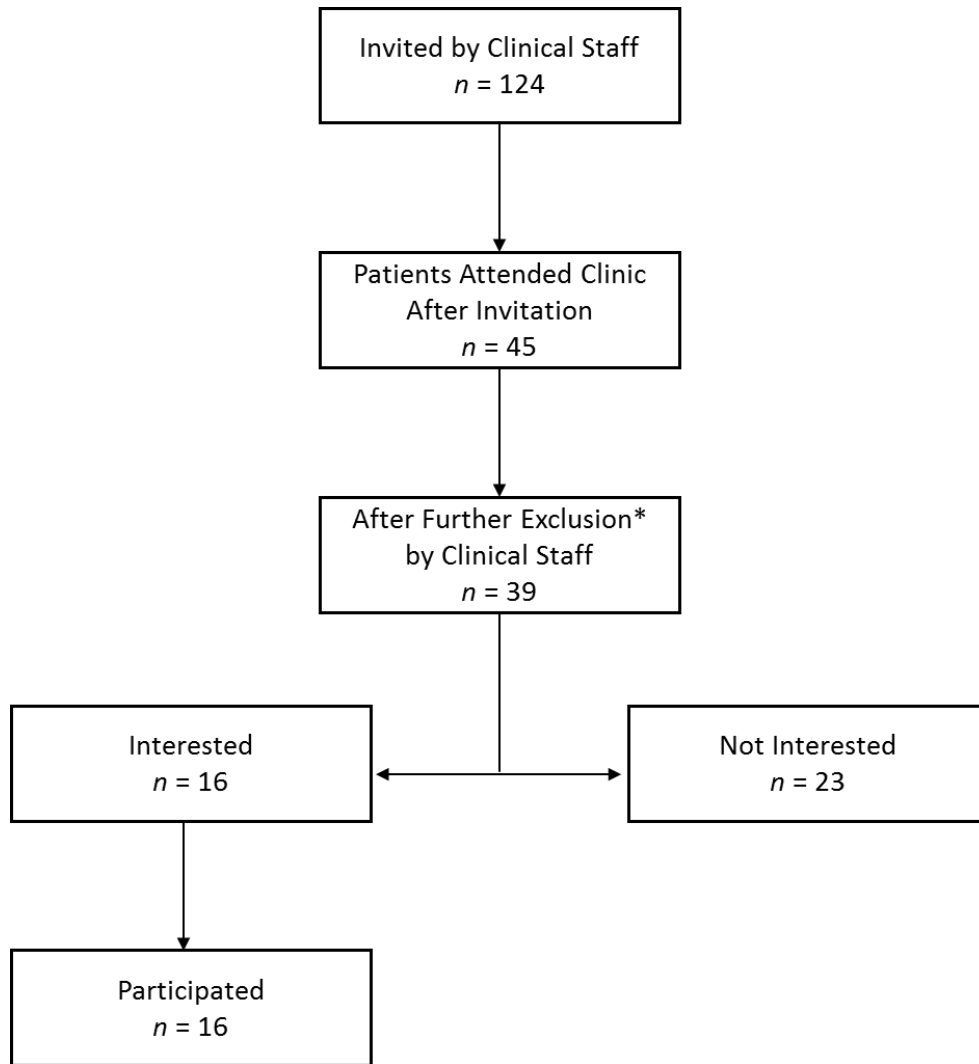 Invited by Clinical Staff
n = 124
Patients Attended Clinic
After Invitation
n = 45
After Further Exclusion*
by Clinical Staff
n = 39
Interested
n = 16
Not Interested
n = 23
Participated
n = 16